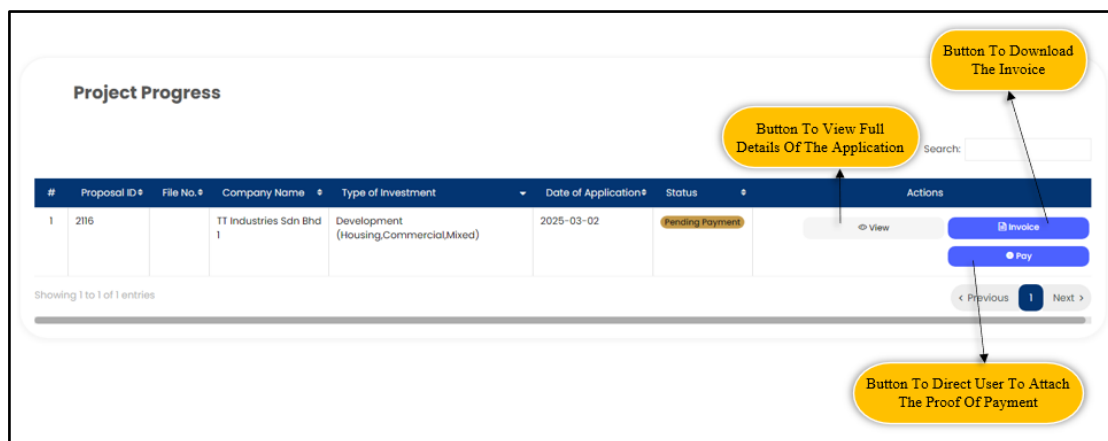 Button To Download
The Invoice
Project Progress
Button To View Full
Details Of The Application
Search:
# Proposal ID File No. Company Name Type of Investment Date of Application Status Actions
1 2116 TT Industries Sdn Bhd Development 2025-03-02 Pending Payment View Invoice
1 (Housing,Commercial,Mixed)
Pay
Showing 1 to 1 of 1 entries
< Previous 1 Next >
Button To Direct User To Attach
The Proof Of Payment